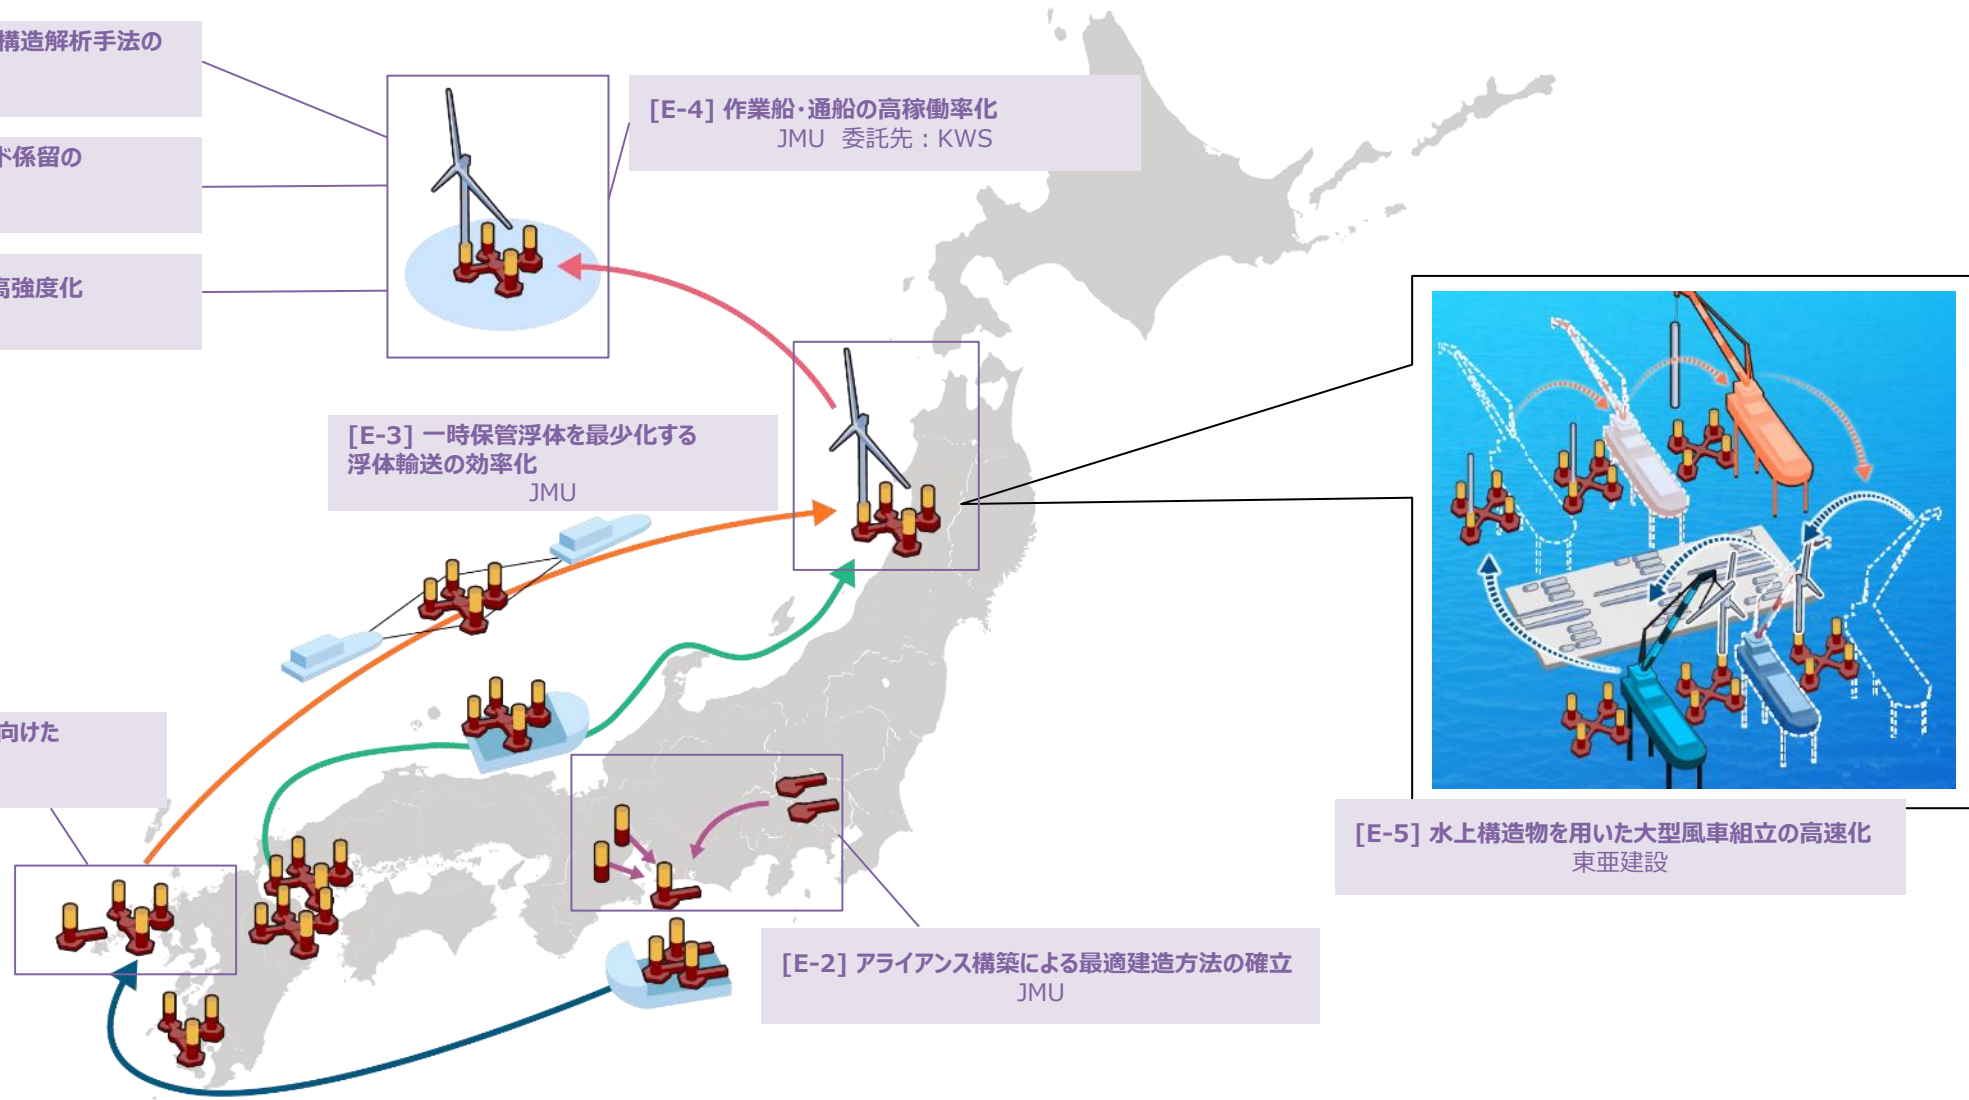 構造解析手法の
[E-4] 作業船・通船の高稼働率化
JMU 委託先：KWS
ド係留の
高強度化
[E-3] 一時保管浮体を最少化する
浮体輸送の効率化
JMU
向けた
[E-5] 水上構造物を用いた大型風車組立の高速化
東亜建設
[E-2] アライアンス構築による最適建造方法の確立
JMU